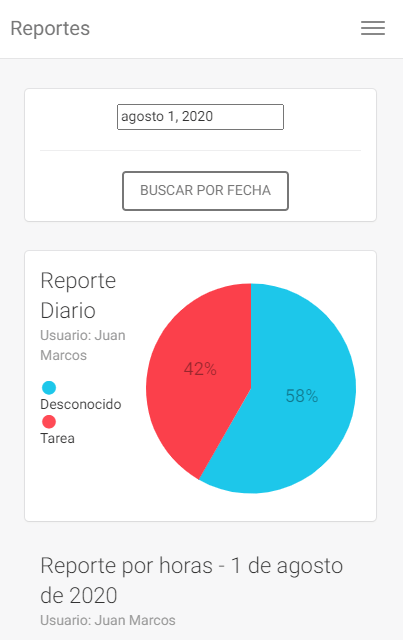 Reportes
agosto 1, 2020
BUSCAR POR FECHA
Reporte
Diario
Usuario: Juan
Marcos
Desconocido
Tarea
42%
58%
Reporte por horas - 1 de agosto
de 2020
Usuario: Juan Marcos